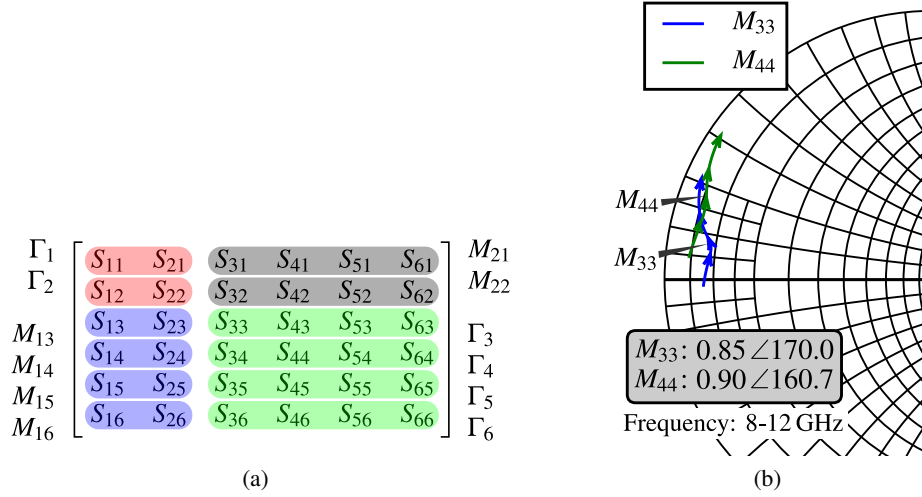 Γ1 S11 S21 S31 S41 S51 S61 M21
Γ2 S12 S22 S32 S42 S52 S62 M22
M13 S13 S23 S33 S43 S53 S63 Γ3
M14 S14 S24 S34 S44 S54 S64 Γ4
M15 S15 S25 S35 S45 S55 S65 Γ5
M16 S16 S26 S36 S46 S56 S66 Γ6
(a)
M33
M44
M44
M33
M33: 0.85 ∠170.0
M44: 0.90 ∠160.7
Frequency: 8-12 GHz
(b)